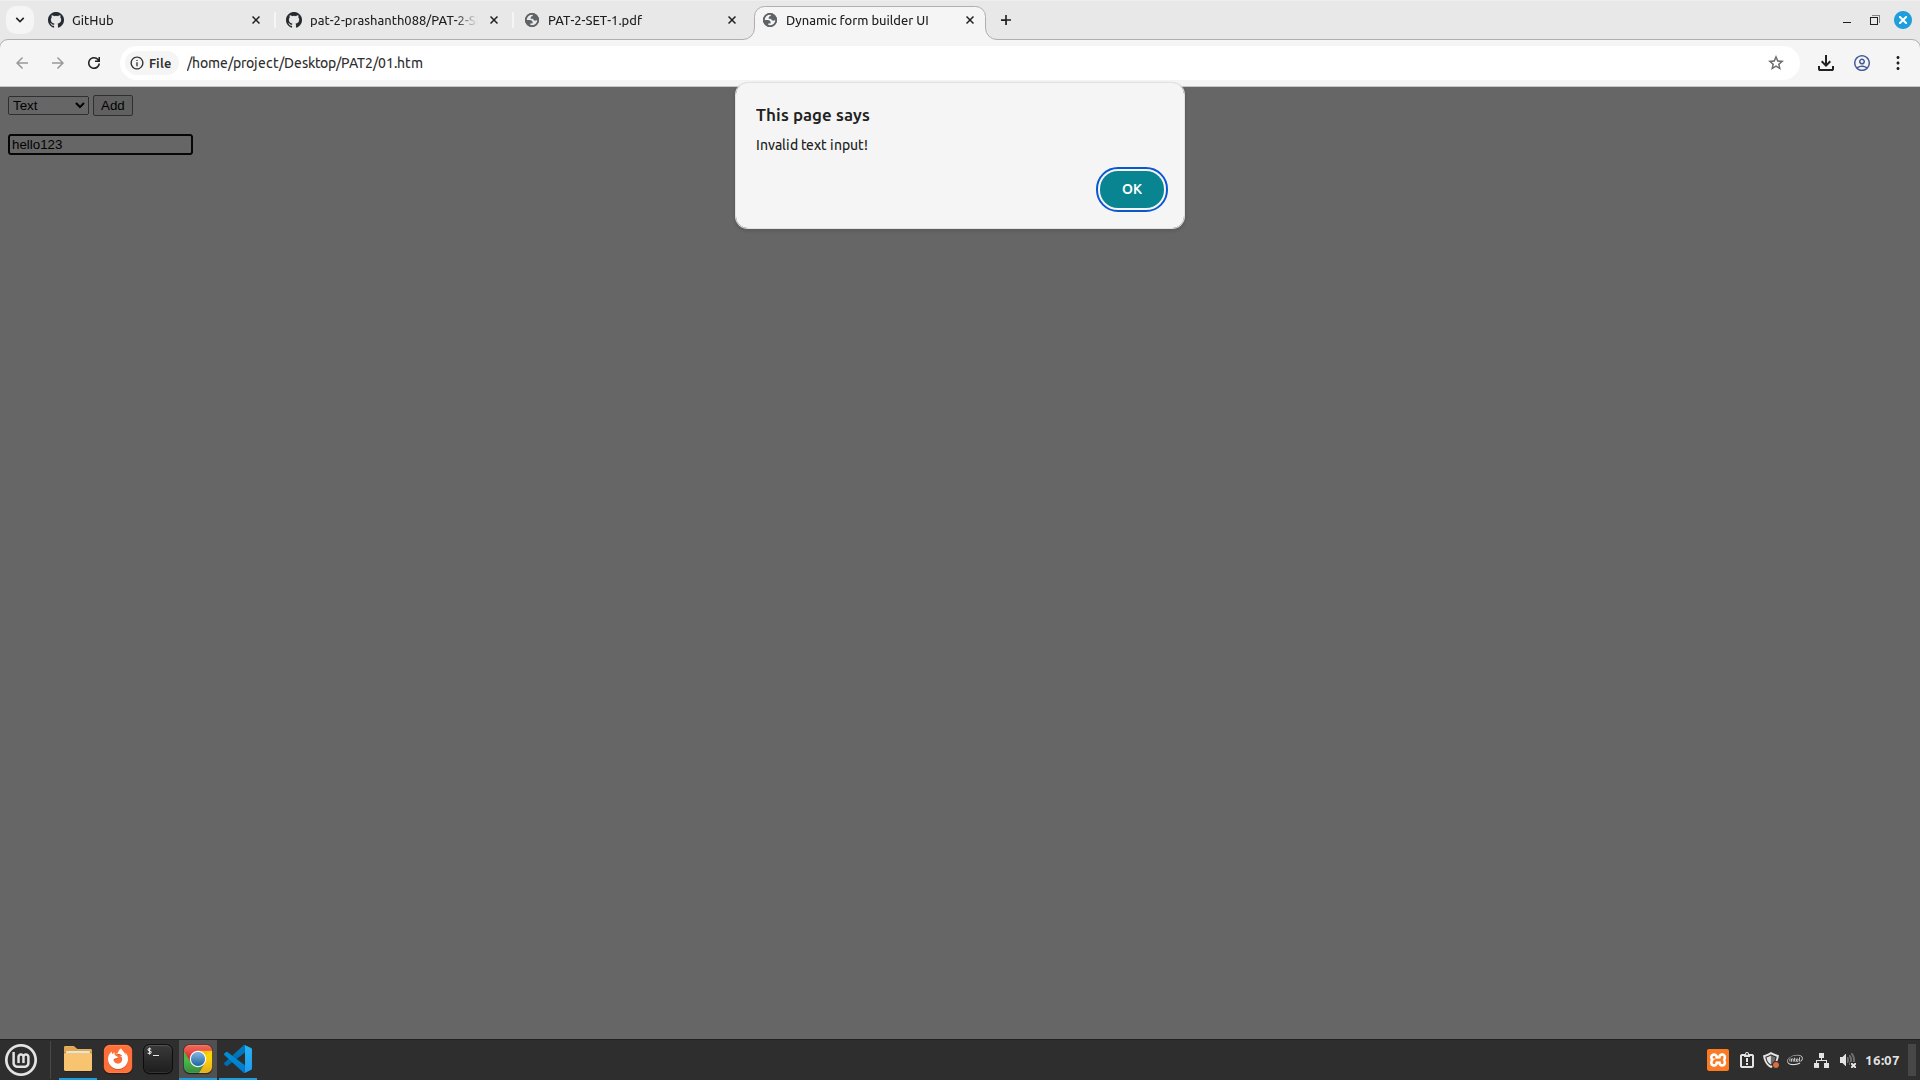 GitHub
pat-2-prashanth088/PAT-2-S
PAT-2-SET-1.pdf
Dynamic form builder UI
File
/home/project/Desktop/PAT2/01.htm
Text
Add
hello123
This page says
Invalid text input!
OK
16:07